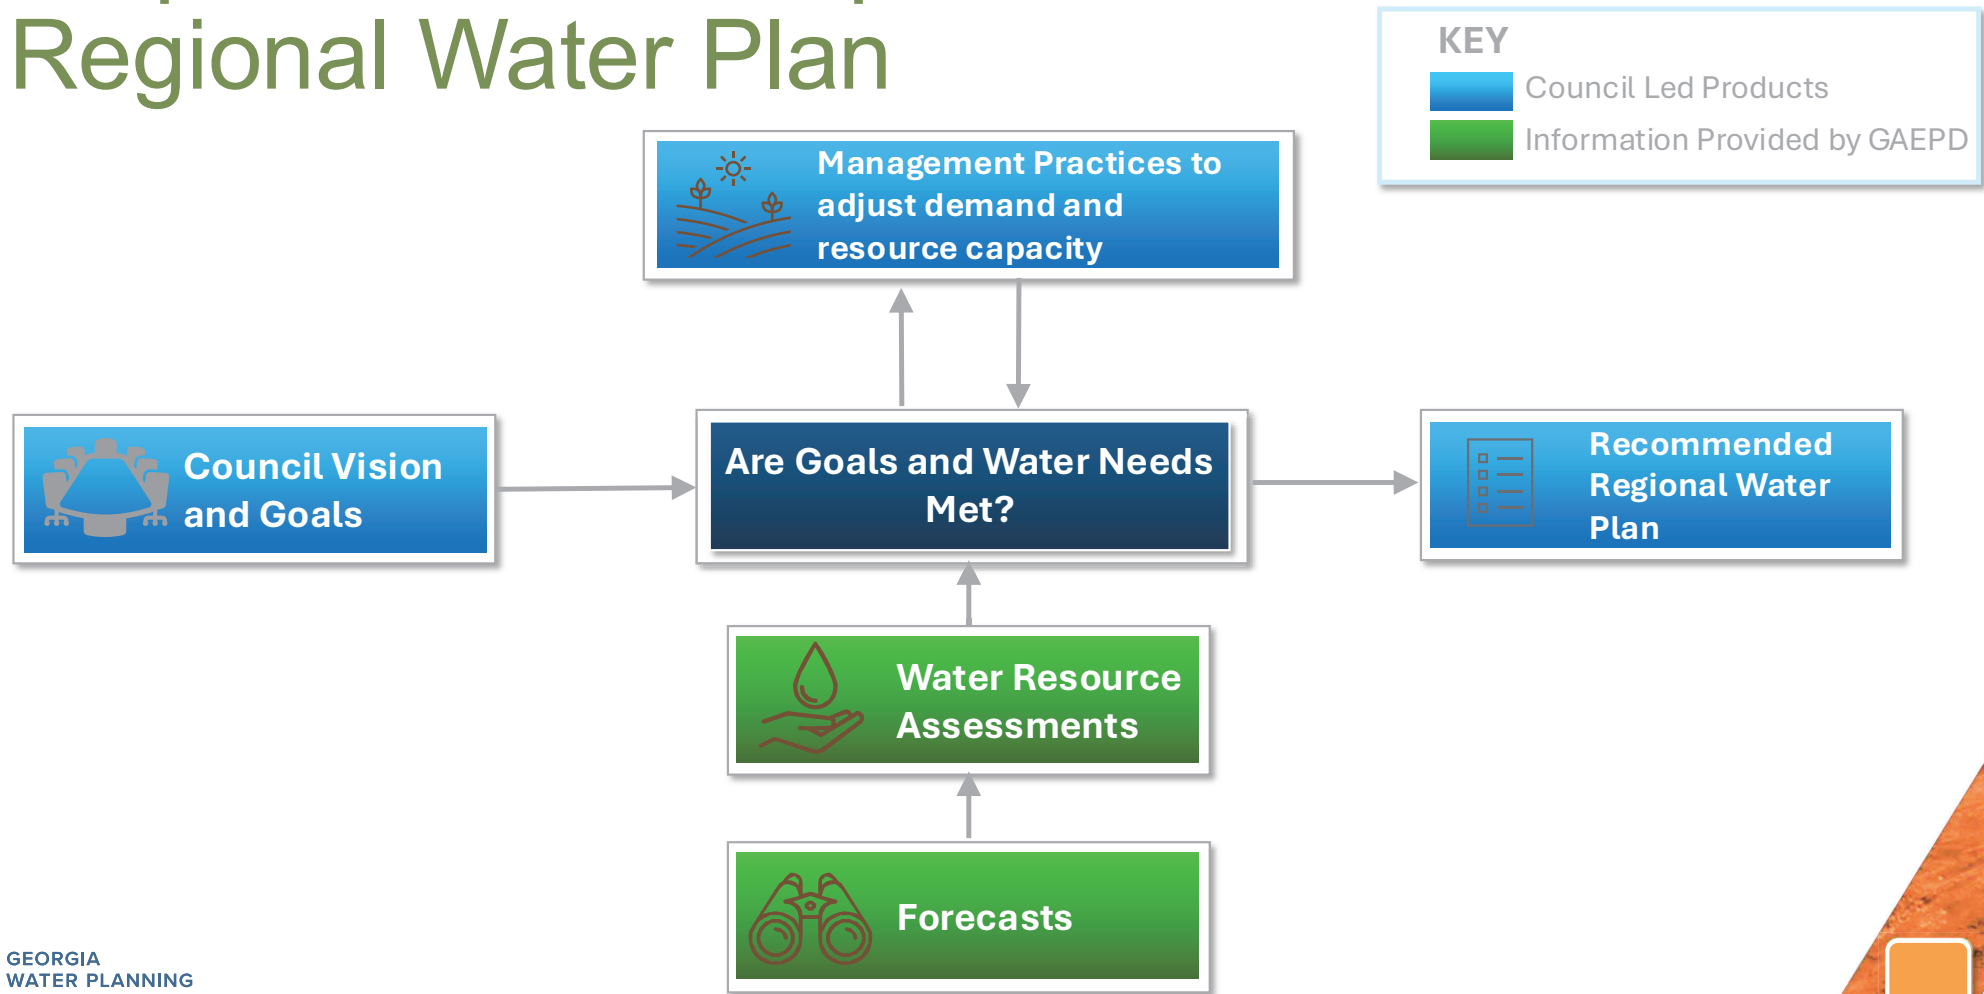 Regional Water Plan
KEY
Council Led Products
Information Provided by GAEPD
Management Practices to
adjust demand and
resource capacity
Council Vision
and Goals
Are Goals and Water Needs
Met?
Recommended
Regional Water
Plan
Water Resource
Assessments
Forecasts
GEORGIA
WATER PLANNING